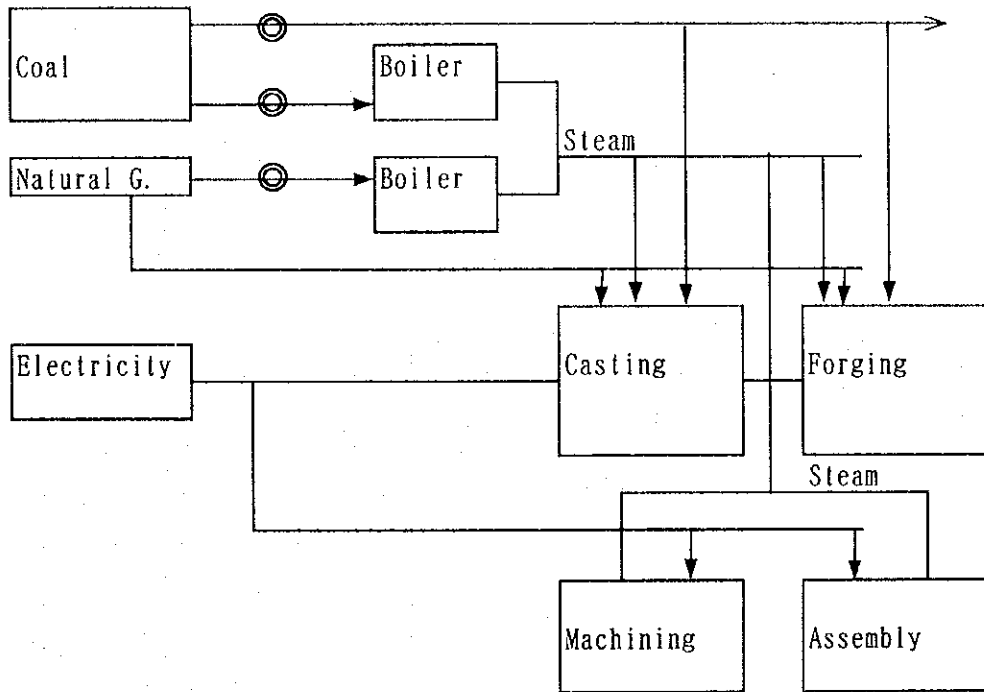 Coal
Boiler
Steam
Natural G.
Boiler
Electricity
Casting
Forging
Steam
Machining
Assembly